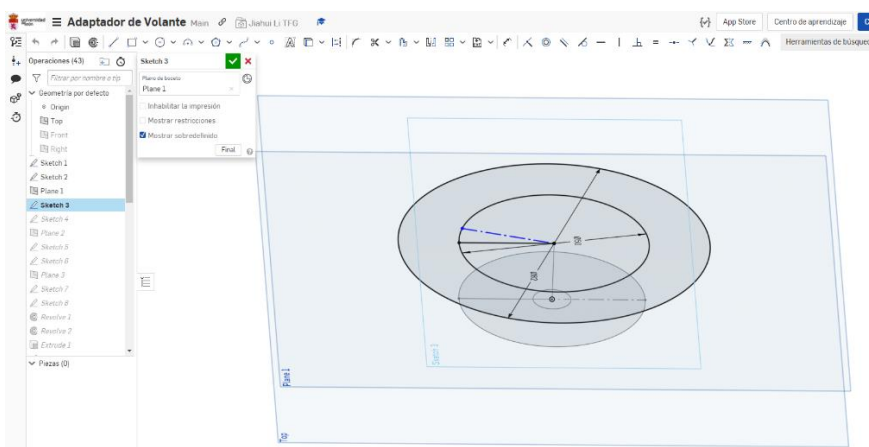 Adaptador de Volante Main Jiahui Li TFG
App Store Centro de aprendizaje
Herramientas de búsqued
Operaciones (43)
Filtrar por nombre o tip
Geometría por defecto
Origin
Top
Front
Right
Sketch 1
Sketch 2
Plane 1
Sketch 3
Sketch 4
Plane 2
Sketch 5
Sketch 6
Plane 3
Sketch 7
Sketch 8
Revolve 1
Revolve 2
Extrude 1
Piezas (0)
Sketch 3
Plano de boceto
Plane 1
Inhabilitar la impresión
Mostrar restricciones
Mostrar sobredefinido
Final
Sketch 3
Plane 1
Top